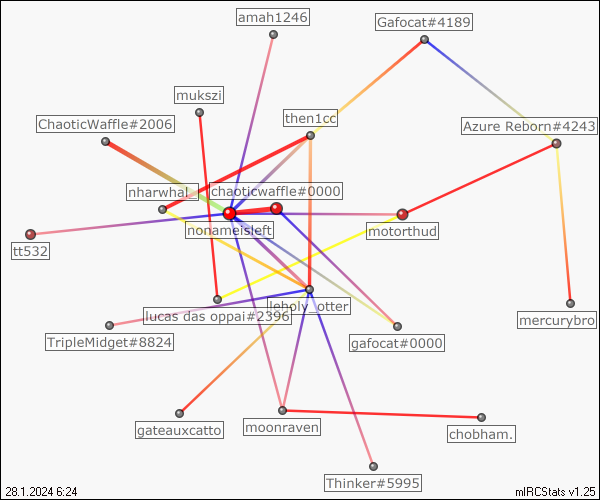 amah1246
Gafocat#4189
mukszi
ChaoticWaffle#2006
then1cc
Azure Reborn#4243
nharwhal_
chaoticwaffle#0000
nonameisleft
motorthud
tt532
leholy_otter
lucas das oppai#2396
mercurybro
TripleMidget#8824
gafocat#0000
gateauxcatto
moonraven
chobham.
Thinker#5995
28.1.2024 6:24
mIRCStats v1.25